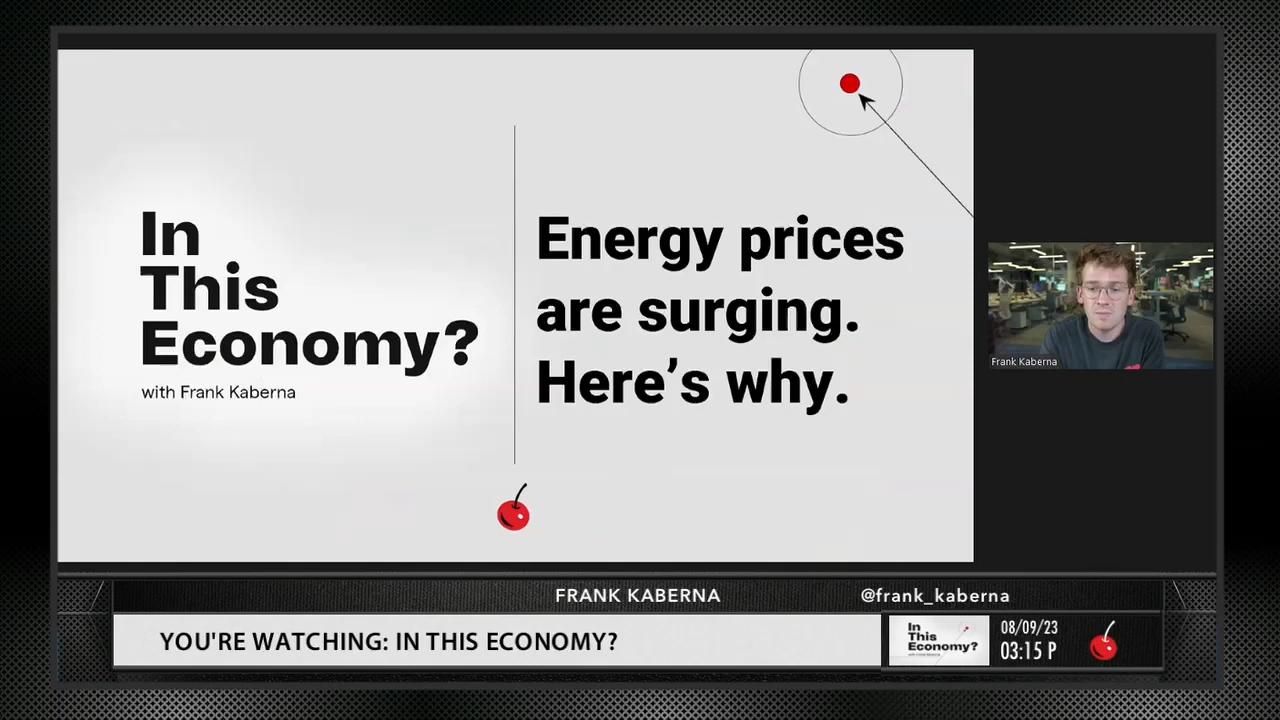 In
This
Economy?
with Frank Kaberna
Energy prices
are surging.
Here's why.
Frank Kaberna
FRANK KABERNA
@frank_kaberna
YOU'RE WATCHING: IN THIS ECONOMY?
In
This
Economy?
08/09/23
03:15 P